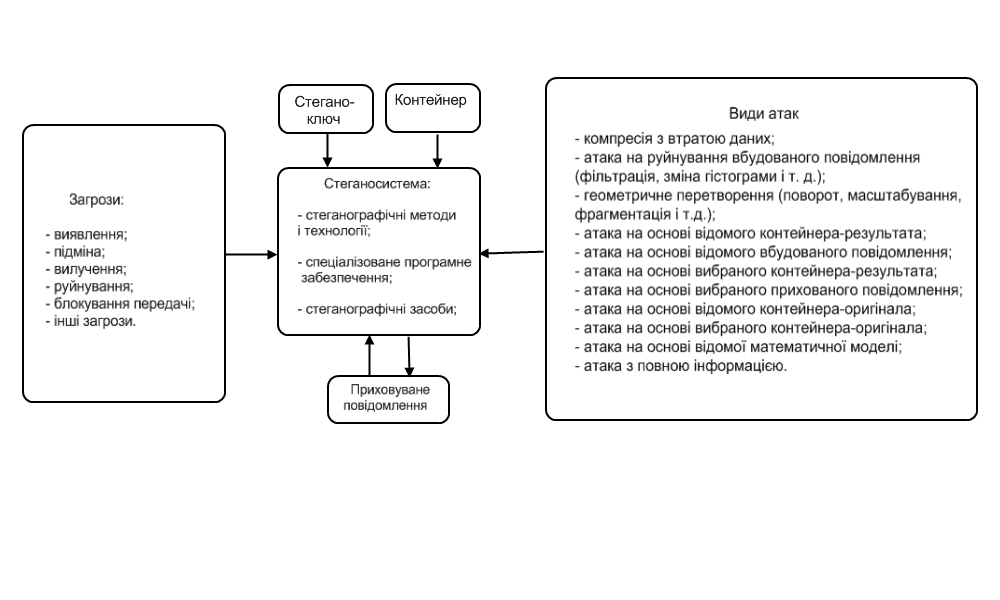 Загрози:
- виявлення;
- підміна;
- вилучення;
- руйнування;
- блокування передачі;
- інші загрози.
Стегано-
ключ
Контейнер
Стеганосистема:
- стеганографічні методи
і технології;
- спеціалізоване програмне
забезпечення;
- стеганографічні засоби;
Приховуване
повідомлення
Види атак
- компресія з втратою даних;
- атака на руйнування вбудованого повідомлення
(фільтрація, зміна гістограми і т. д.);
- геометричне перетворення (поворот, масштабування,
фрагментація і т.д.);
- атака на основі відомого контейнера-результата;
- атака на основі відомого вбудованого повідомлення;
- атака на основі вибраного контейнера-результата;
- атака на основі вибраного прихованого повідомлення;
- атака на основі відомого контейнера-оригінала;
- атака на основі вибраного контейнера-оригінала;
- атака на основі відомої математичної моделі;
- атака з повною інформацією.